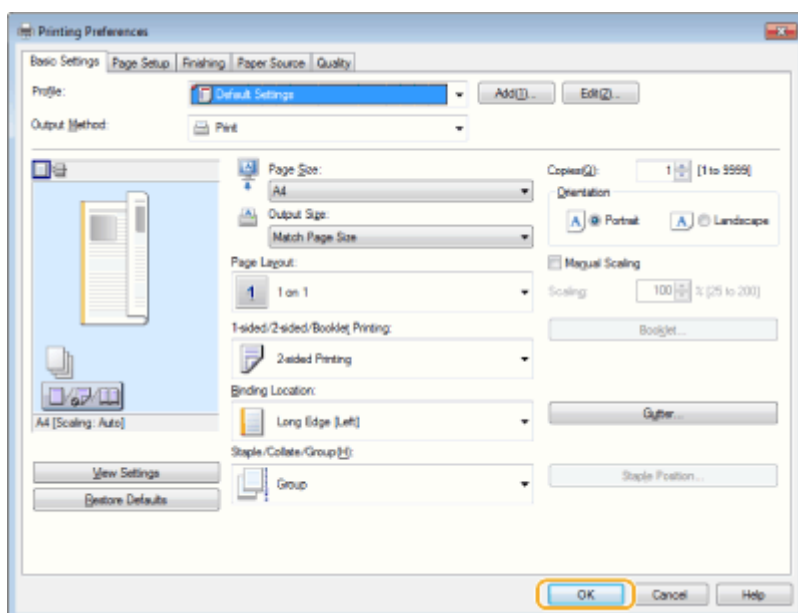 Printing Preferences
Basic Settings Page Setup Finishing Paper Source Quality
Profile: Default Settings Add(1)... Edit(2)...
Output Method: Print
Page Size: Copies(Q): 1 [1 to 9999]
A4 Orientation
Output Size: A Portrait A Landscape
Match Page Size
Page Layout: Manual Scaling
1 1 on 1 Scaling: 100 % [25 to 200]
1-sided/2-sided/Booklet Printing: Booklet...
2-sided Printing
Binding Location:
A4 [Scaling: Auto] Long Edge [Left] Gutter...
Staple/Collate/Group(H):
View Settings Group Staple Position...
Restore Defaults
OK Cancel Help